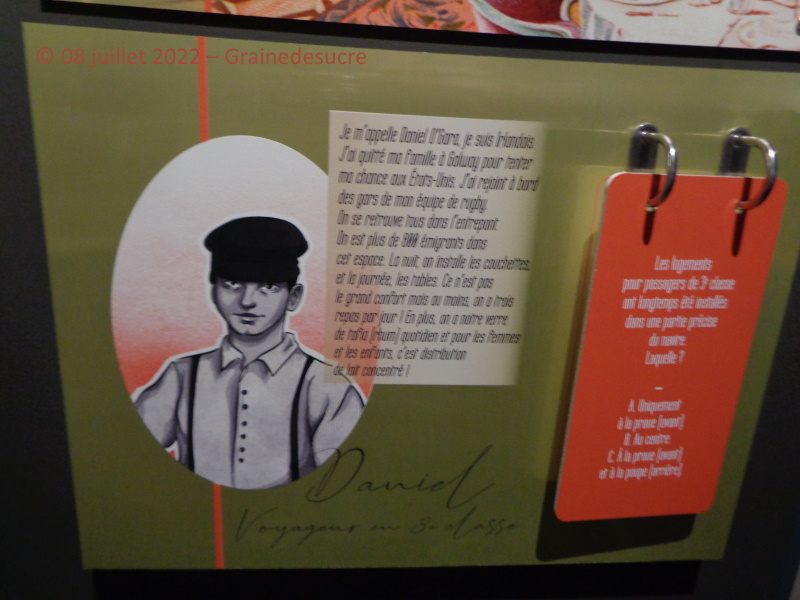 © 08 juillet 2022 – Grainedesucre
Je m'appelle Daniel O'Gara, je suis Irlandais.
J'ai quitté ma famille à Galway pour tenter
ma chance aux États-Unis. J'ai rejoint à bord
des gars de mon équipe de rugby.
On se retrouve tous dans l'entrepont.
On est plus de 800 émigrants dans
cet espace. La nuit, on installe les couchettes,
et la journée, les tables. Ce n'est pas
le grand confort mais au moins, on a trois
repas par jour ! En plus, on a notre verre
de tafia (rhum) quotidien et pour les femmes
et les enfants, c'est distribution
de lait concentré !
Daniel
Voyageur en 3e classe
Les logements
pour passagers de 3e classe
ont longtemps été installés
dans une partie précise
du navire.
Laquelle ?
–
A. Uniquement
à la proue (avant)
B. Au centre
C. À la proue (avant)
et à la poupe (arrière)